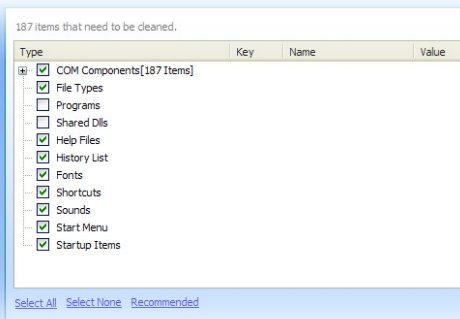 187 items that need to be cleaned.
Type Key Name Value
COM Components[187 Items]
File Types
Programs
Shared Dlls
Help Files
History List
Fonts
Shortcuts
Sounds
Start Menu
Startup Items
Select All Select None Recommended